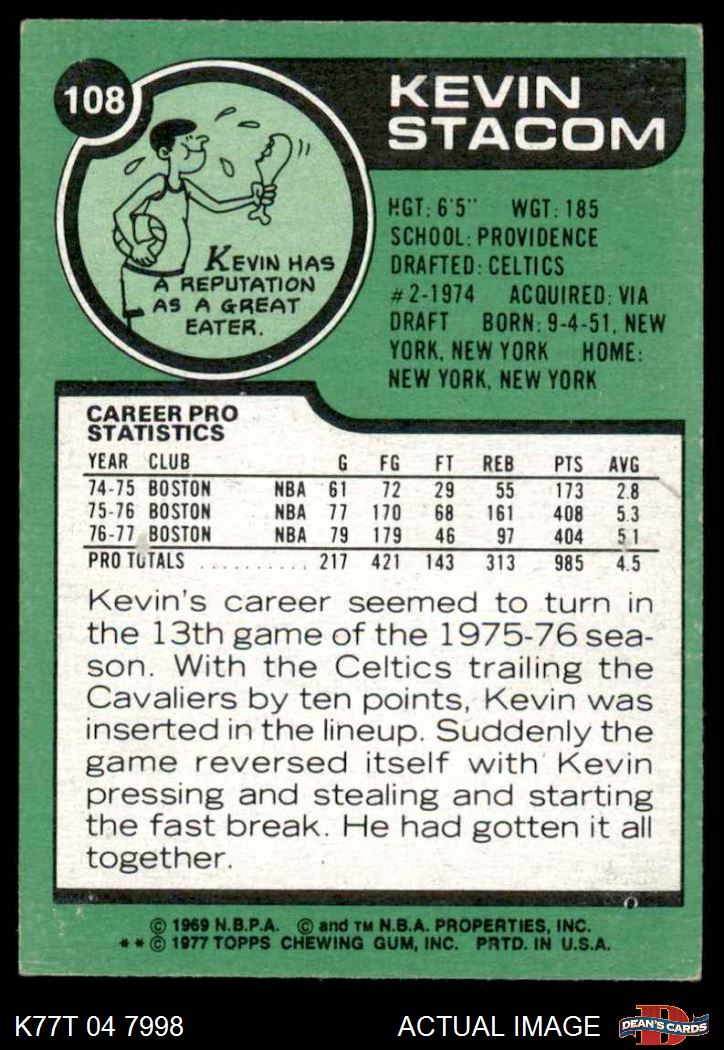 108
KEVIN
STACOM
KEVIN HAS
A REPUTATION
AS A GREAT
EATER.
HGT: 6'5" WGT: 185
SCHOOL: PROVIDENCE
DRAFTED: CELTICS
#2-1974 ACQUIRED: VIA
DRAFT BORN: 9-4-51, NEW
YORK, NEW YORK HOME:
NEW YORK, NEW YORK
CAREER PRO
STATISTICS
YEAR CLUB G FG FT REB PTS AVG
74-75 BOSTON NBA 61 72 29 55 173 2.8
75-76 BOSTON NBA 77 170 68 161 408 5.3
76-77 BOSTON NBA 79 179 46 97 404 5.1
PRO TOTALS .......... 217 421 143 313 985 4.5
Kevin's career seemed to turn in
the 13th game of the 1975-76 sea-
son. With the Celtics trailing the
Cavaliers by ten points, Kevin was
inserted in the lineup. Suddenly the
game reversed itself with Kevin
pressing and stealing and starting
the fast break. He had gotten it all
together.
© 1969 N.B.P.A. © and TM N.B.A. PROPERTIES, INC.
**© 1977 TOPPS CHEWING GUM, INC. PRTD. IN U.S.A.
K77T 04 7998 ACTUAL IMAGE
D
DEAN'S CARDS